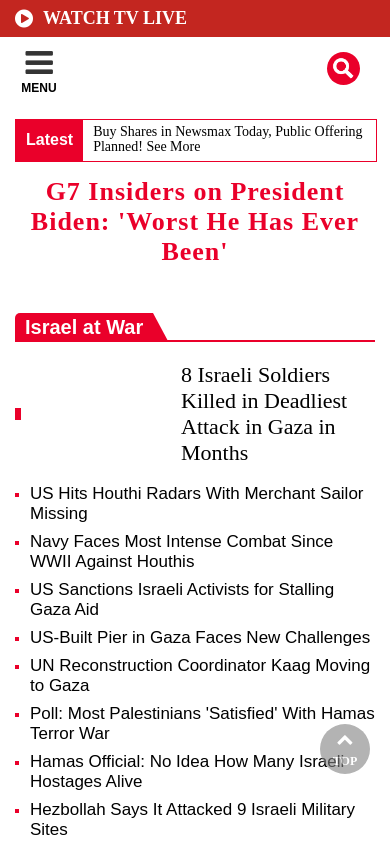 WATCH TV LIVE
MENU
Latest
Buy Shares in Newsmax Today, Public Offering
Planned! See More
G7 Insiders on President
Biden: 'Worst He Has Ever
Been'
Israel at War
8 Israeli Soldiers
Killed in Deadliest
Attack in Gaza in
Months
US Hits Houthi Radars With Merchant Sailor
Missing
Navy Faces Most Intense Combat Since
WWII Against Houthis
US Sanctions Israeli Activists for Stalling
Gaza Aid
US-Built Pier in Gaza Faces New Challenges
UN Reconstruction Coordinator Kaag Moving
to Gaza
Poll: Most Palestinians 'Satisfied' With Hamas
Terror War
Hamas Official: No Idea How Many Israeli
Hostages Alive
TOP
Hezbollah Says It Attacked 9 Israeli Military
Sites